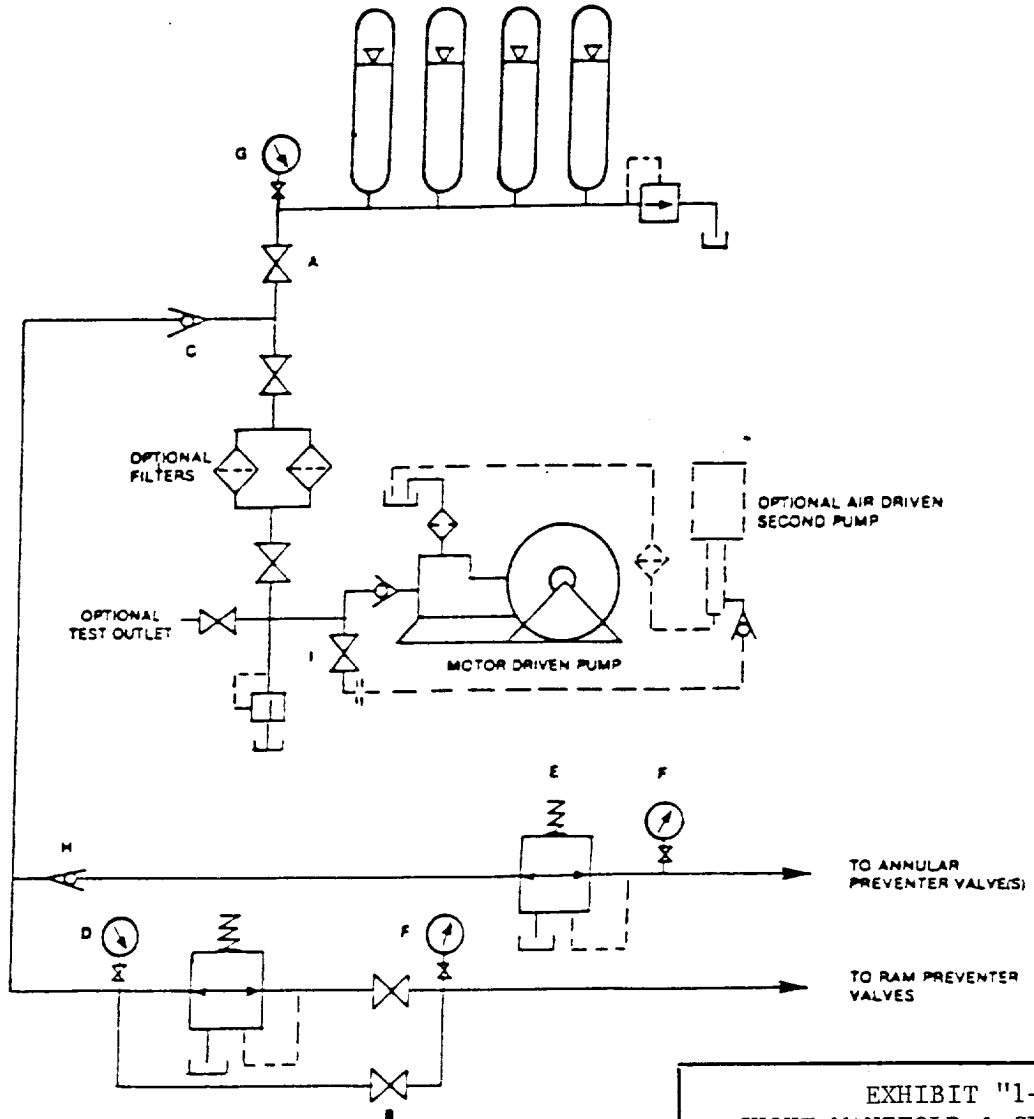 G
A
C
OPTIONAL
FILTERS
OPTIONAL AIR DRIVEN
SECOND PUMP
OPTIONAL
TEST OUTLET
I
MOTOR DRIVEN PUMP
E
F
H
TO ANNULAR
PREVENTER VALVE(S)
D
F
TO RAM PREVENTER
VALVES
B
EXHIBIT "1-